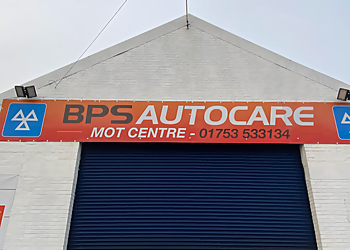 BPS AUTOCARE
MOT CENTRE - 01753 533134